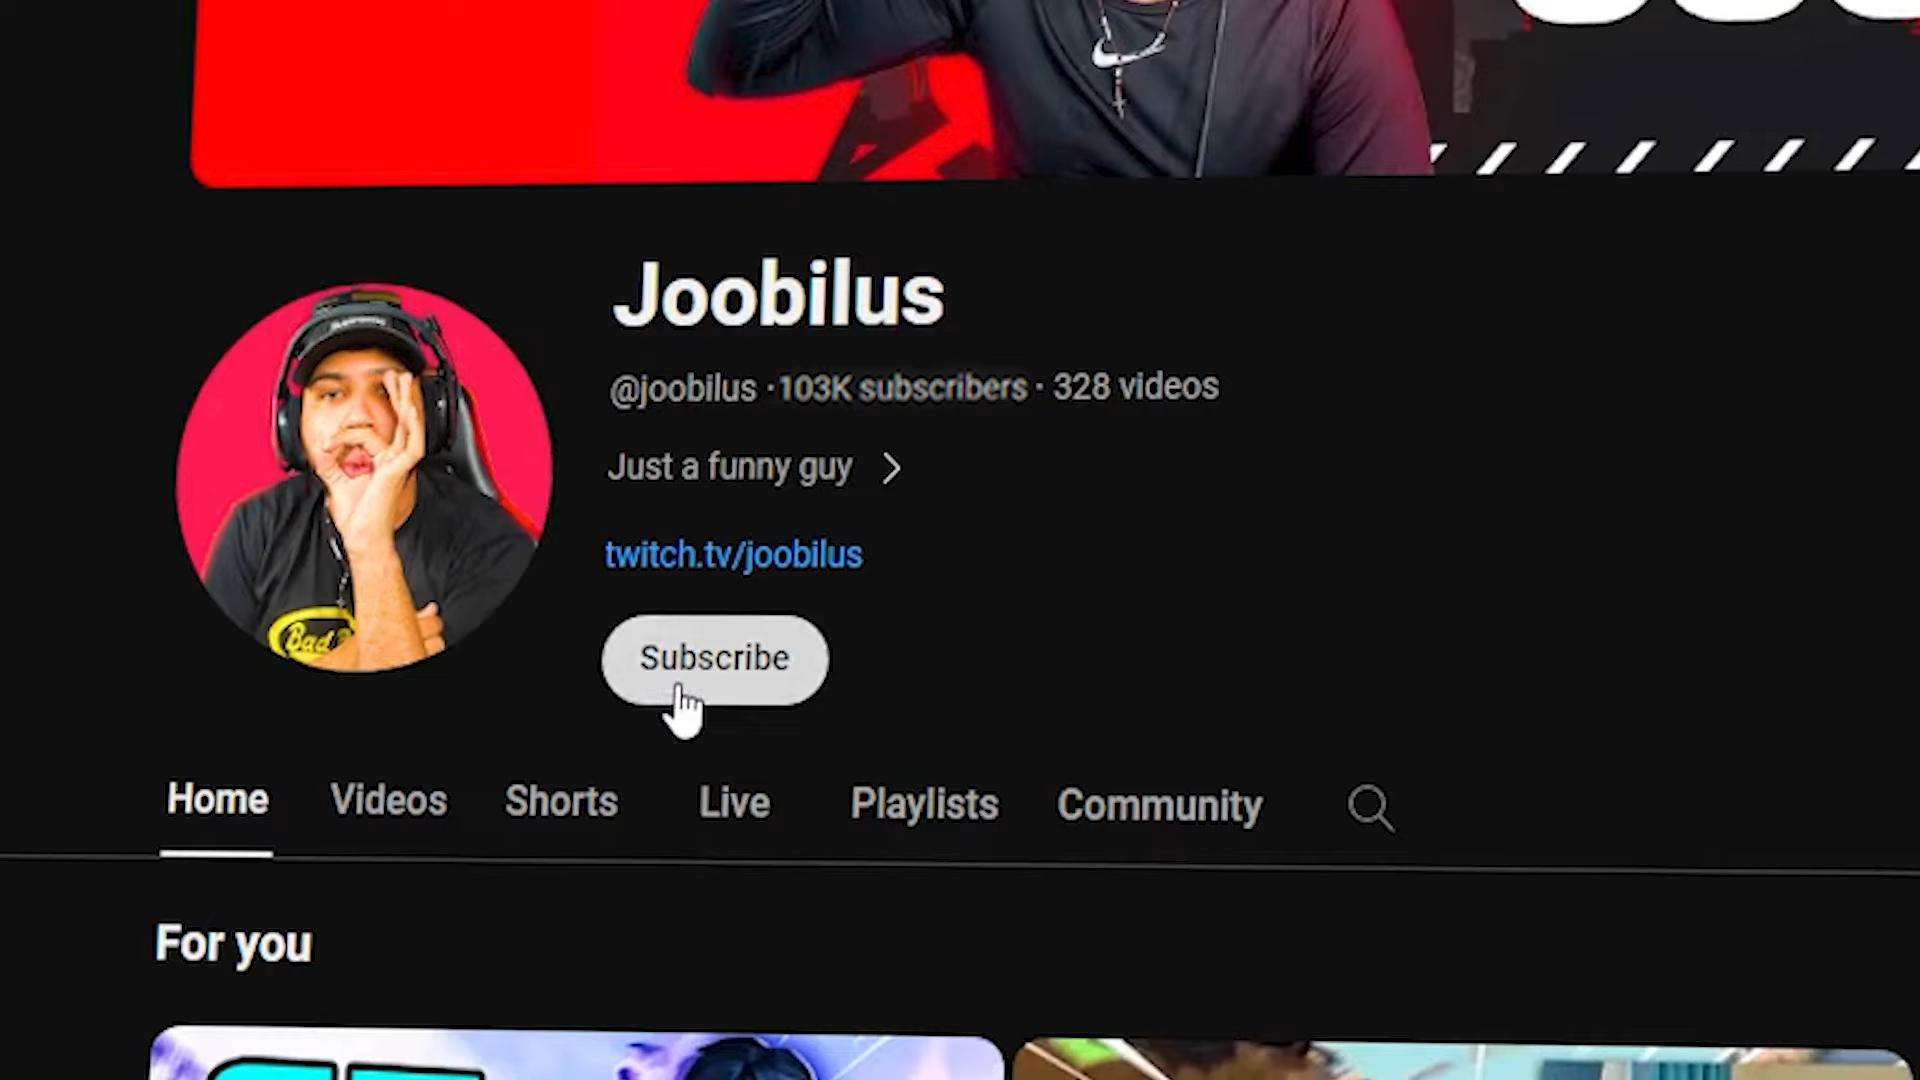 Joobilus
@joobilus · 103K subscribers · 328 videos
Just a funny guy
twitch.tv/joobilus
Subscribe
Home Videos Shorts Live Playlists Community
For you
Bad